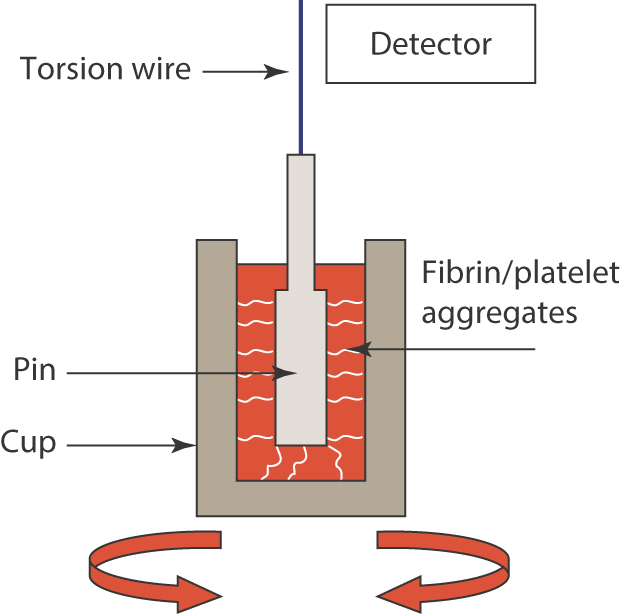 Detector
Torsion wire
Fibrin/platelet
aggregates
Pin
Cup